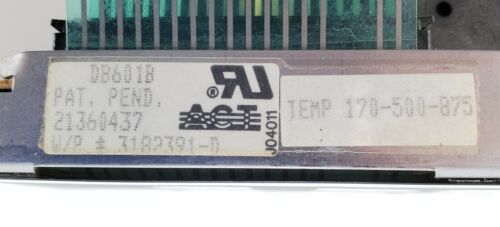 DB601B
PAT. PEND.
21360437
W/P # 3182391-D
®
ACT
J04011
TEMP 170-500-875